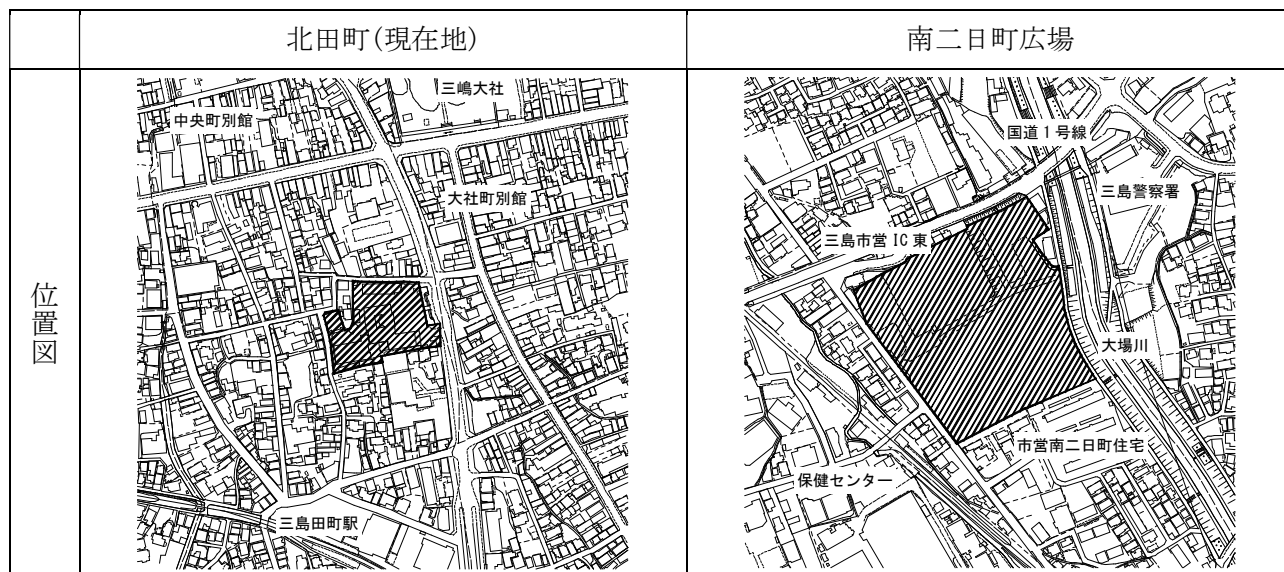 北田町(現在地)
南二日町広場
位置図
三嶋大社
中央町別館
大社町別館
三島田町駅
国道1号線
三島警察署
三島市営 IC 東
大場川
市営南二日町住宅
保健センター